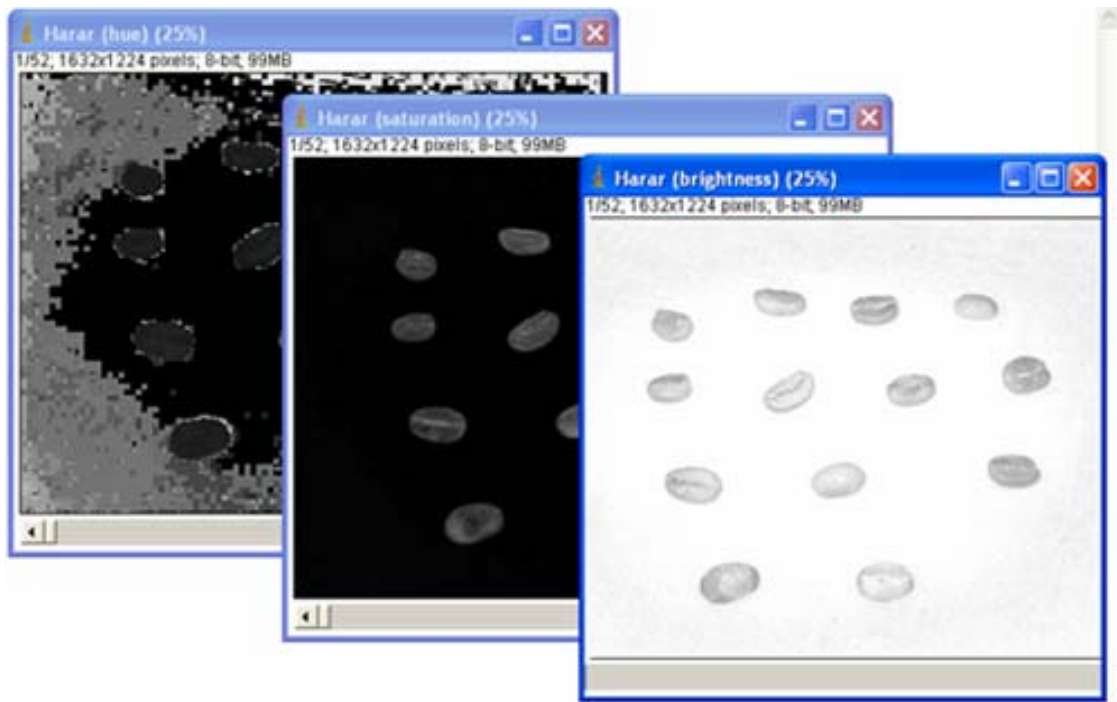 Harar (hue) (25%)
1/52; 1632x1224 pixels; 8-bit; 99MB
Harar (saturation) (25%)
1/52; 1632x1224 pixels; 8-bit; 99MB
Harar (brightness) (25%)
1/52; 1632x1224 pixels; 8-bit; 99MB